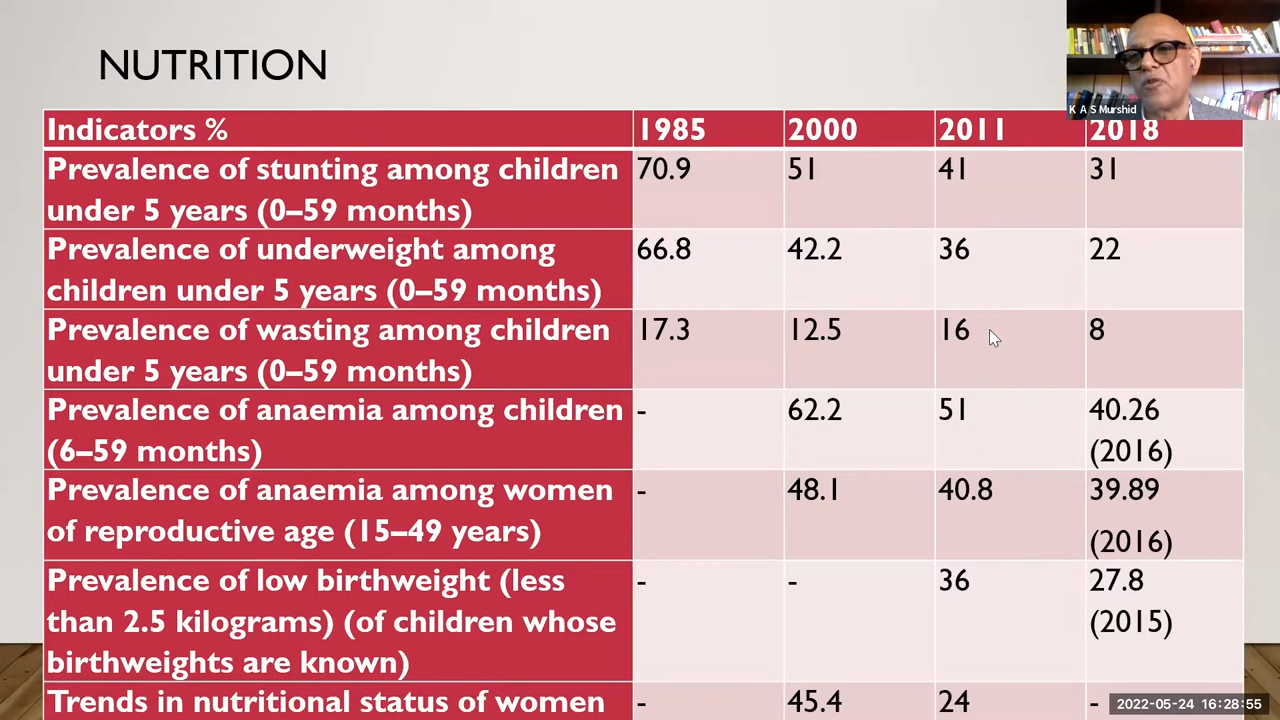 NUTRITION
K A S Murshid
Indicators % 1985 2000 2011 2018
Prevalence of stunting among children 70.9 51 41 31
under 5 years (0–59 months)
Prevalence of underweight among 66.8 42.2 36 22
children under 5 years (0–59 months)
Prevalence of wasting among children 17.3 12.5 16 8
under 5 years (0–59 months)
Prevalence of anaemia among children - 62.2 51 40.26
(6–59 months) (2016)
Prevalence of anaemia among women - 48.1 40.8 39.89
of reproductive age (15–49 years) (2016)
Prevalence of low birthweight (less - - 36 27.8
than 2.5 kilograms) (of children whose (2015)
birthweights are known)
Trends in nutritional status of women - 45.4 24 -
2022-05-24 16:28:55